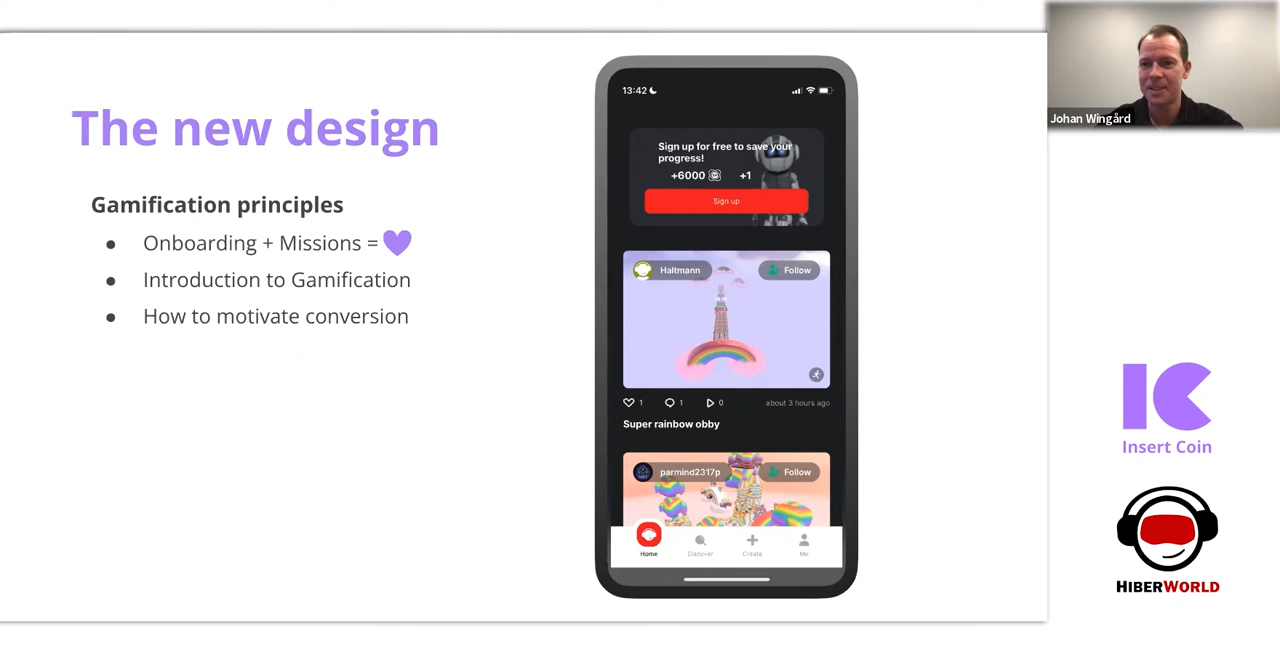 The new design
Gamification principles
Onboarding + Missions =
Introduction to Gamification
How to motivate conversion
13:42
Sign up for free to save your
progress!
+6000 +1
Sign up
Haltmann
Follow
1 1 0 about 3 hours ago
Super rainbow obby
parmind2317p
Follow
Home Discover Create Me
Johan Wingård
IC
Insert Coin
HIBERWORLD